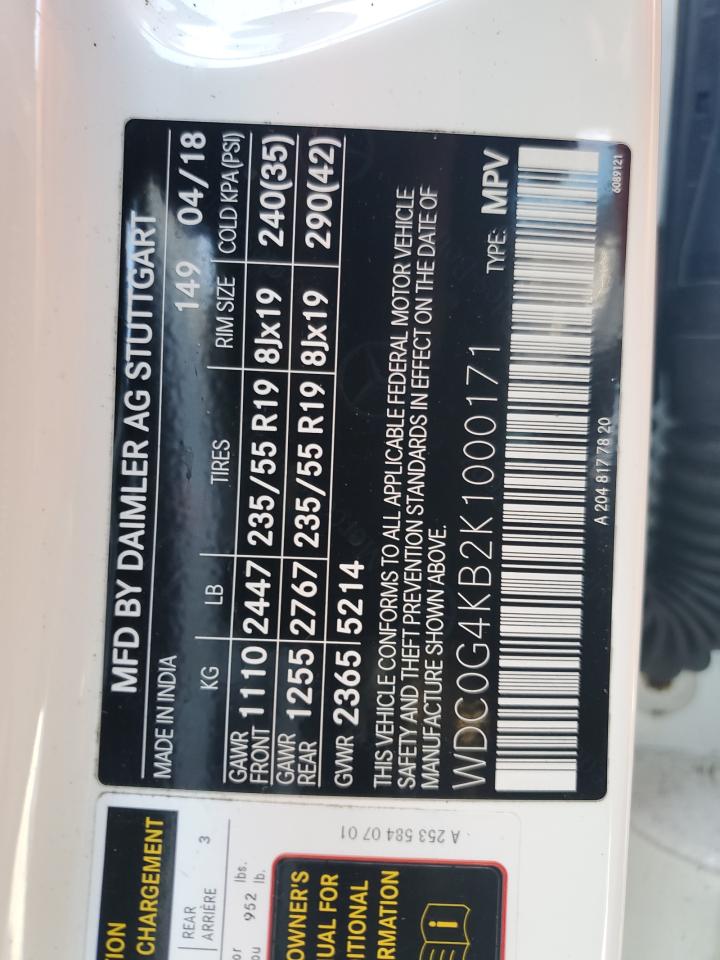 MFD BY DAIMLER AG STUTTGART
MADE IN INDIA 149 04/18
KG LB TIRES RIM SIZE COLD KPA(PSI)
GAWR FRONT 1110 2447 235/55 R19 8Jx19 240(35)
GAWR REAR 1255 2767 235/55 R19 8Jx19 290(42)
GVWR 2365 5214
THIS VEHICLE CONFORMS TO ALL APPLICABLE FEDERAL MOTOR VEHICLE
SAFETY AND THEFT PREVENTION STANDARDS IN EFFECT ON THE DATE OF
MANUFACTURE SHOWN ABOVE.
WDC0G4KB2K1000171 TYPE: MPV
A 204 817 78 20
6089121
A 253 584 07 01
TION
CHARGEMENT
REAR
ARRIÈRE 3
or lbs.
ou 952 lb.
OWNER'S
UAL FOR
ITIONAL
RMATION